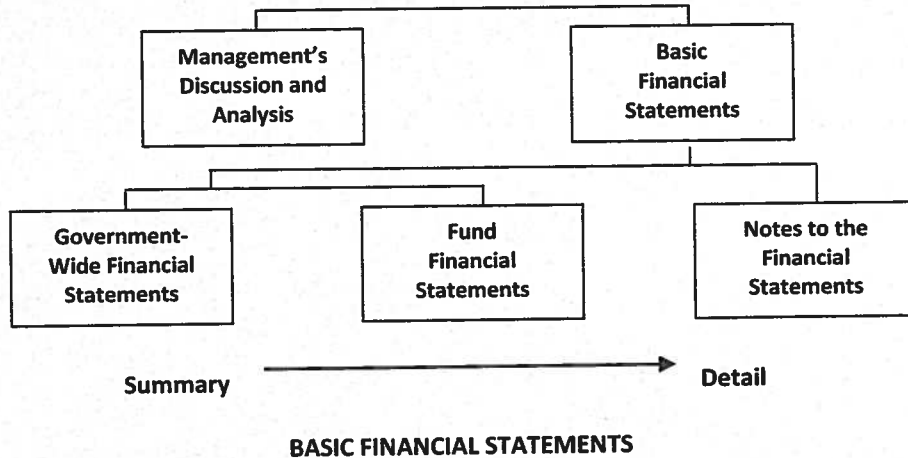 Management's
Discussion and
Analysis
Basic
Financial
Statements
Government-
Wide Financial
Statements
Fund
Financial
Statements
Notes to the
Financial
Statements
Summary
Detail
BASIC FINANCIAL STATEMENTS